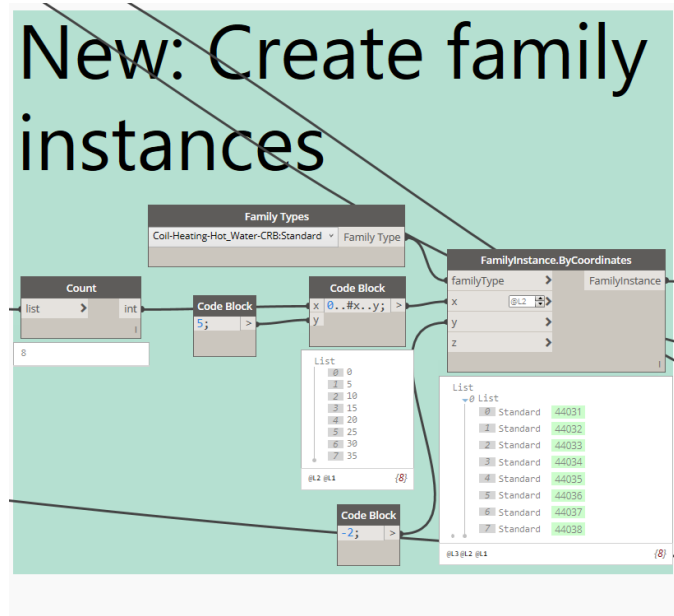 New: Create family
instances
Family Types
Coil-Heating-Hot_Water-CRB:Standard Family Type
Count
list > int
l
8
Code Block
5; >
Code Block
x 0..#x..y; >
y
List
0 0
1 5
2 10
3 15
4 20
5 25
6 30
7 35
@L2 @L1 {8}
FamilyInstance.ByCoordinates
familyType > FamilyInstance
x @L2 >
y >
z >
l
List
0 List
0 Standard 44031
1 Standard 44032
2 Standard 44033
3 Standard 44034
4 Standard 44035
5 Standard 44036
6 Standard 44037
7 Standard 44038
@L3 @L2 @L1 {8}
Code Block
-2; >